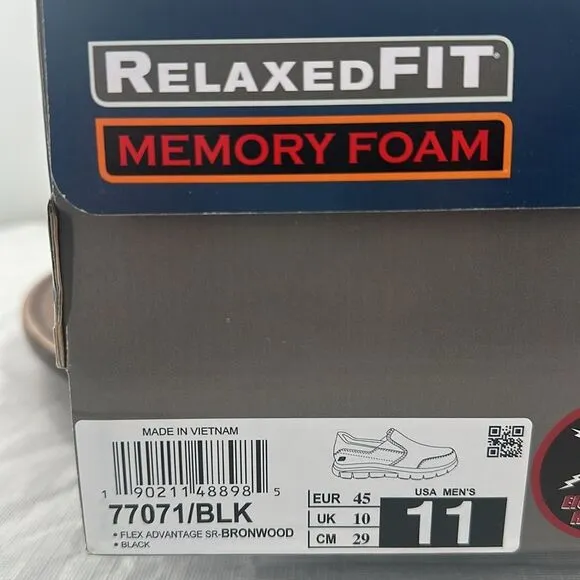 RELAXEDFIT®
MEMORY FOAM
MADE IN VIETNAM
1 90211 48898 5
77071/BLK
• FLEX ADVANTAGE SR-BRONWOOD
• BLACK
EUR 45
UK 10
CM 29
USA MEN'S
11